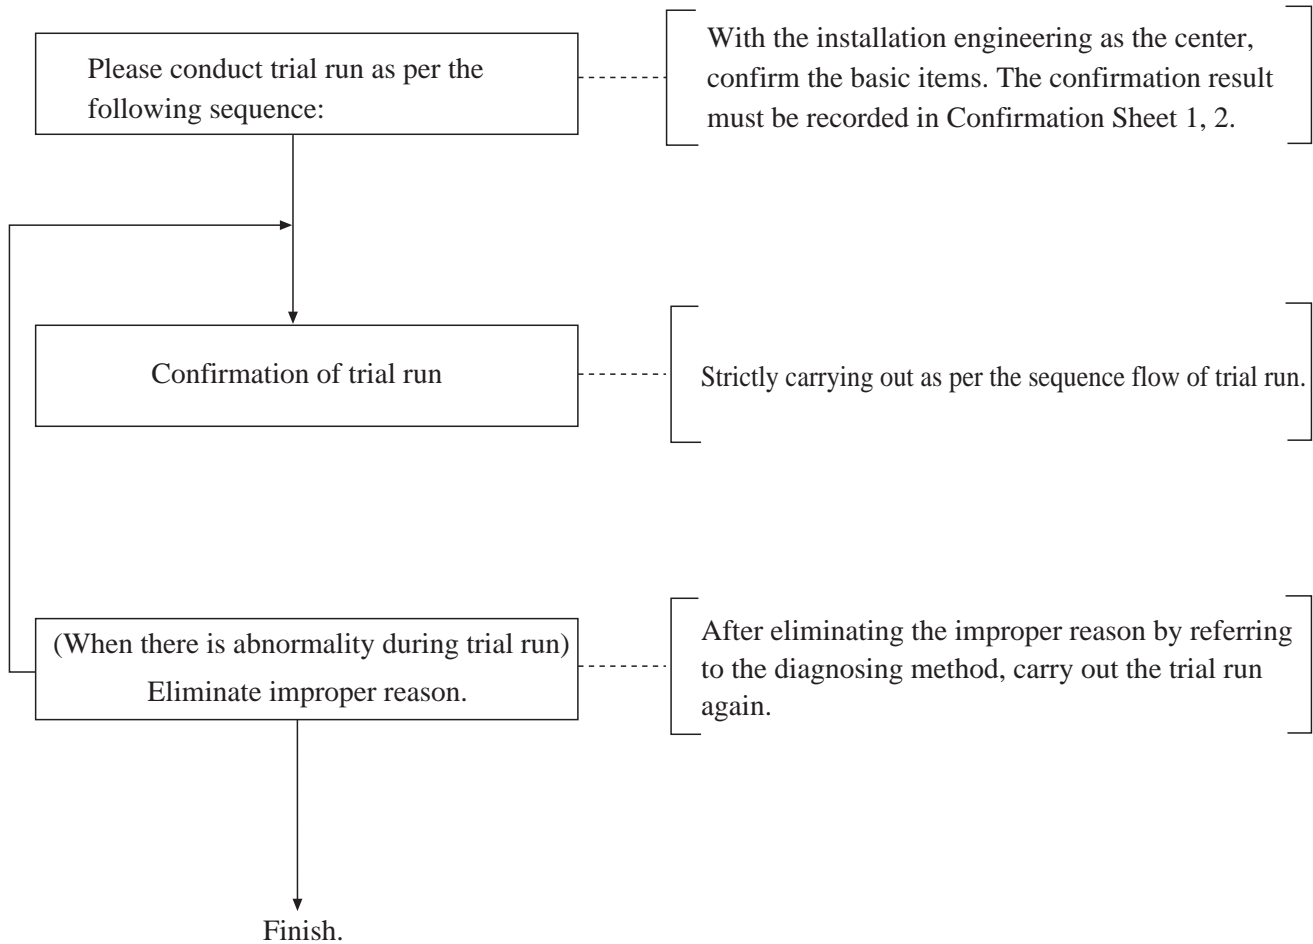 Please conduct trial run as per the
following sequence:
With the installation engineering as the center,
confirm the basic items. The confirmation result
must be recorded in Confirmation Sheet 1, 2.
Confirmation of trial run
Strictly carrying out as per the sequence flow of trial run.
(When there is abnormality during trial run)
Eliminate improper reason.
After eliminating the improper reason by referring
to the diagnosing method, carry out the trial run
again.
Finish.